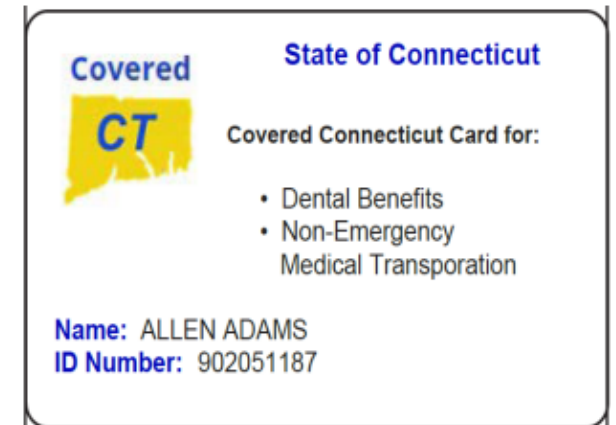 Covered
CT
State of Connecticut
Covered Connecticut Card for:
• Dental Benefits
• Non-Emergency
Medical Transporation
Name: ALLEN ADAMS
ID Number: 902051187